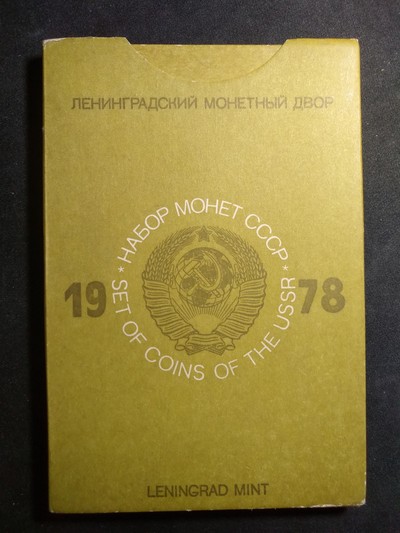 ЛЕНИНГРАДСКИЙ МОНЕТНЫЙ ДВОР
* НАБОР МОНЕТ СССР *
19 78
SET OF COINS OF THE USSR
LENINGRAD MINT